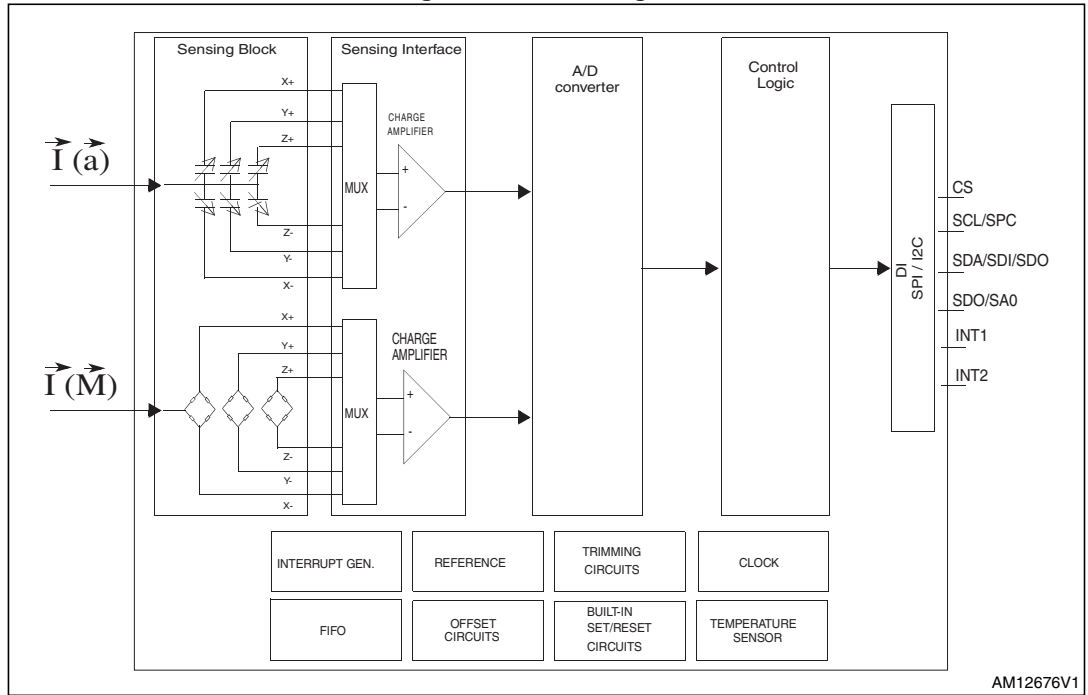 Sensing Block
Sensing Interface
A/D
converter
Control
Logic
X+
Y+
Z+
CHARGE
AMPLIFIER
I (a)
MUX
+
-
Z-
Y-
X-
X+
Y+
Z+
CHARGE
AMPLIFIER
I (M)
MUX
+
-
Z-
Y-
X-
DI
SPI / I2C
CS
SCL/SPC
SDA/SDI/SDO
SDO/SA0
INT1
INT2
INTERRUPT GEN.
REFERENCE
TRIMMING
CIRCUITS
CLOCK
FIFO
OFFSET
CIRCUITS
BUILT-IN
SET/RESET
CIRCUITS
TEMPERATURE
SENSOR
AM12676V1